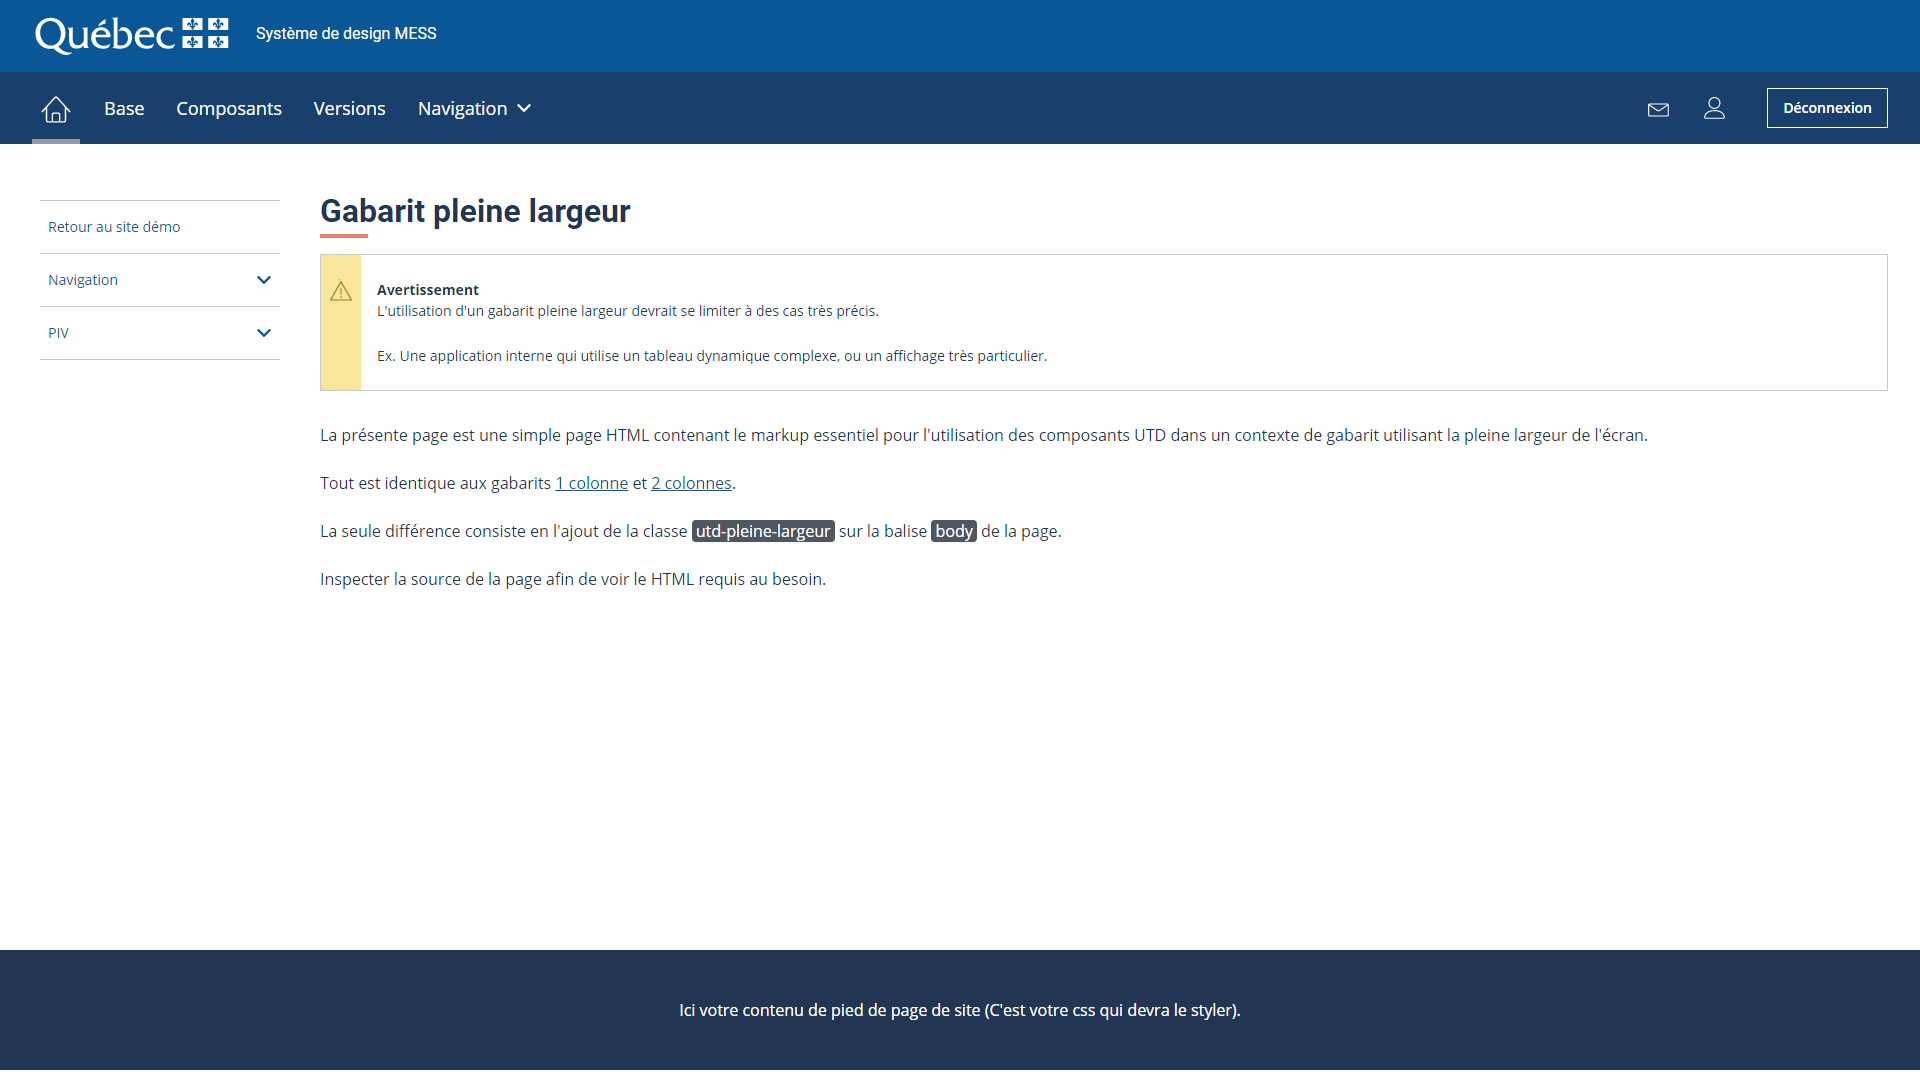 Québec
Système de design MESS
Base
Composants
Versions
Navigation
Déconnexion
Retour au site démo
Navigation
PIV
Gabarit pleine largeur
Avertissement
L'utilisation d'un gabarit pleine largeur devrait se limiter à des cas très précis.
Ex. Une application interne qui utilise un tableau dynamique complexe, ou un affichage très particulier.
La présente page est une simple page HTML contenant le markup essentiel pour l'utilisation des composants UTD dans un contexte de gabarit utilisant la pleine largeur de l'écran.
Tout est identique aux gabarits 1 colonne et 2 colonnes.
La seule différence consiste en l'ajout de la classe utd-pleine-largeur sur la balise body de la page.
Inspecter la source de la page afin de voir le HTML requis au besoin.
Ici votre contenu de pied de page de site (C'est votre css qui devra le styler).